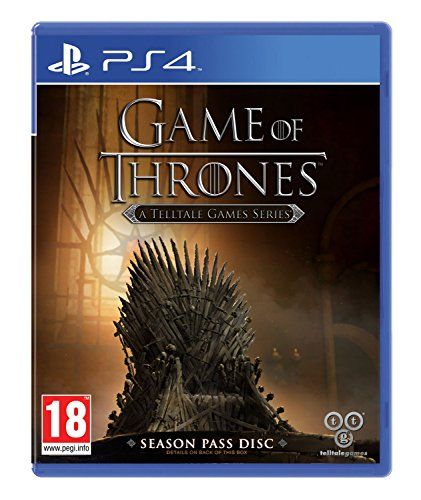 PS4
GAME OF
THRONES
A TELLTALE GAMES SERIES
18
www.pegi.info
SEASON PASS DISC
DETAILS ON BACK OF THIS BOX
t t
g
telltalegames